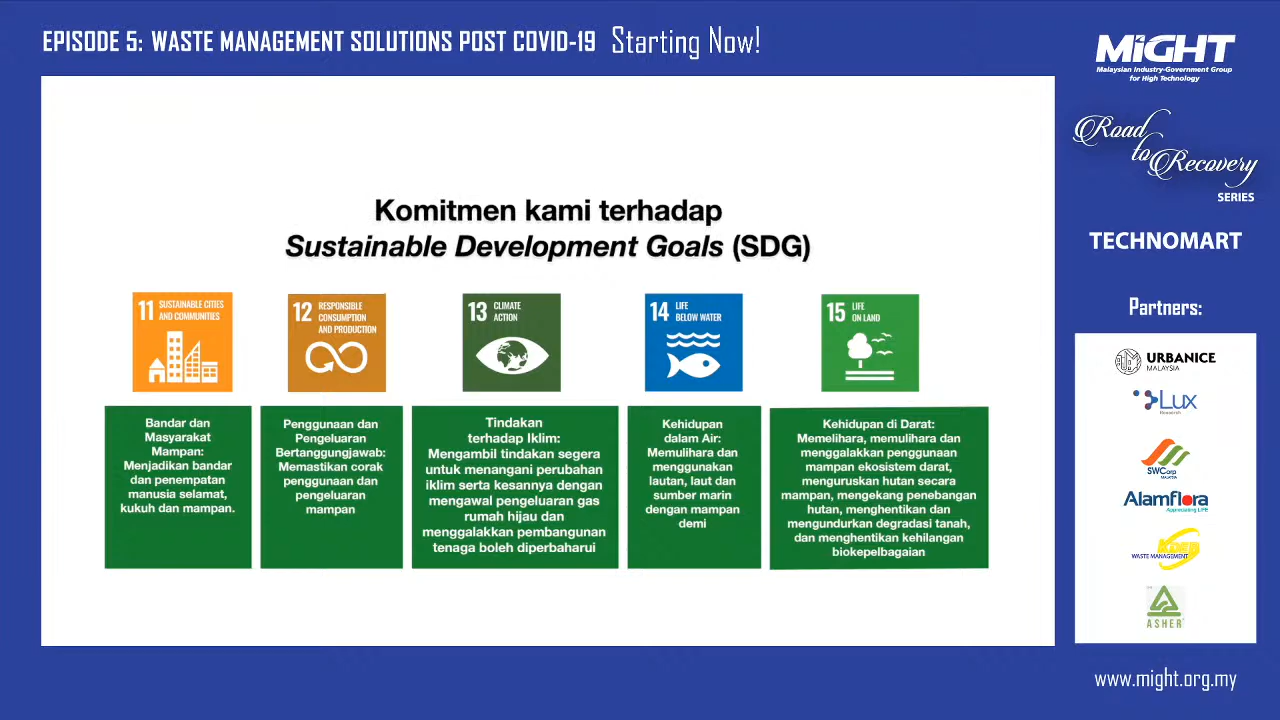 EPISODE 5: WASTE MANAGEMENT SOLUTIONS POST COVID-19 Starting Now!
MiGHT
Malaysian Industry-Government Group
for High Technology
Road
to Recovery
SERIES
TECHNOMART
Partners:
URBANICE
MALAYSIA
Lux
Research
SWCorp
MALAYSIA
Alamflora
Appreciating LIFE
KDEB
WASTE MANAGEMENT
ASHER
www.might.org.my
Komitmen kami terhadap
Sustainable Development Goals (SDG)
11 SUSTAINABLE CITIES
AND COMMUNITIES
12 RESPONSIBLE
CONSUMPTION
AND PRODUCTION
13 CLIMATE
ACTION
14 LIFE
BELOW WATER
15 LIFE
ON LAND
Bandar dan
Masyarakat
Mampan:
Menjadikan bandar
dan penempatan
manusia selamat,
kukuh dan mampan.
Penggunaan dan
Pengeluaran
Bertanggungjawab:
Memastikan corak
penggunaan dan
pengeluaran
mampan
Tindakan
terhadap Iklim:
Mengambil tindakan segera
untuk menangani perubahan
iklim serta kesannya dengan
mengawal pengeluaran gas
rumah hijau dan
menggalakkan pembangunan
tenaga boleh diperbaharui
Kehidupan
dalam Air:
Memulihara dan
menggunakan
lautan, laut dan
sumber marin
dengan mampan
demi
Kehidupan di Darat:
Memelihara, memulihara dan
menggalakkan penggunaan
mampan ekosistem darat,
menguruskan hutan secara
mampan, mengekang penebangan
hutan, menghentikan dan
mengundurkan degradasi tanah,
dan menghentikan kehilangan
biokepelbagaian